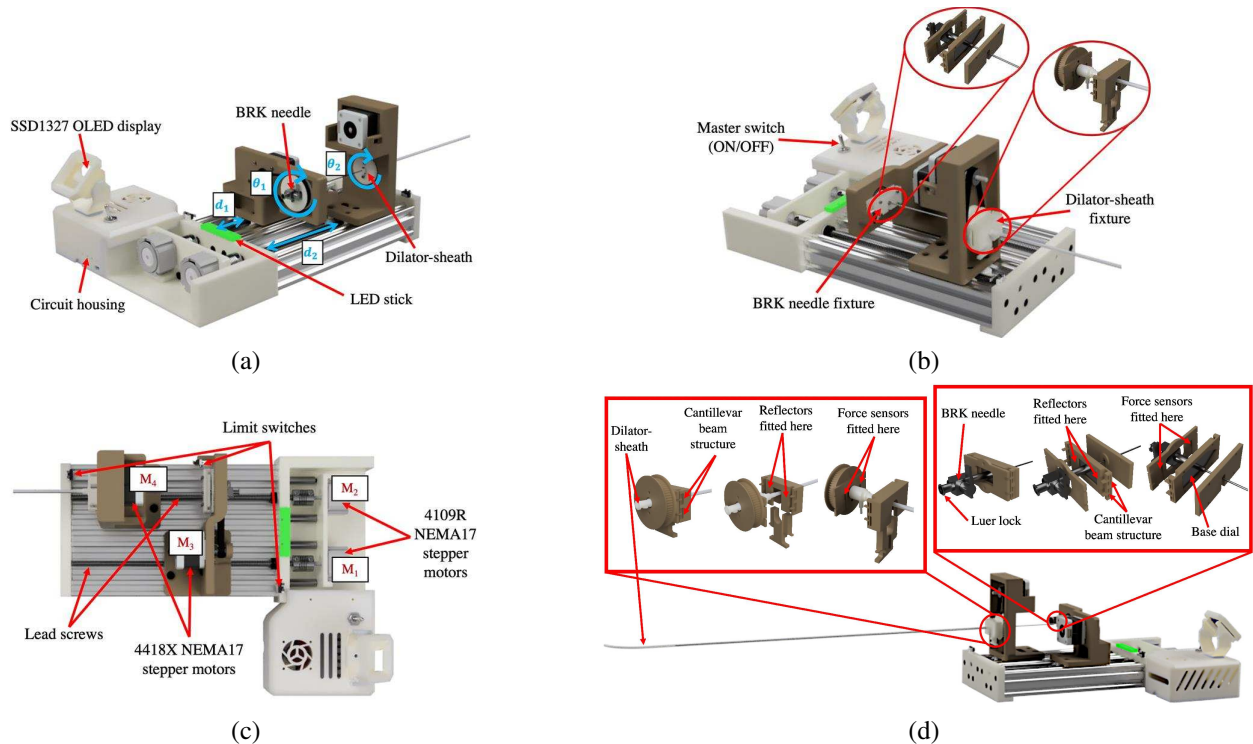 SSD1327 OLED display
BRK needle
θ₁
θ₂
d₁
d₂
Dilator-sheath
LED stick
Circuit housing
(a)
Master switch
(ON/OFF)
Dilator-sheath
fixture
BRK needle fixture
(b)
Limit switches
M₄
M₂
M₃
M₁
4109R
NEMA17
stepper
motors
Lead screws
4418X NEMA17
stepper motors
(c)
Dilator-
sheath
Cantillevar
beam
structure
Reflectors
fitted here
Force sensors
fitted here
BRK needle
Reflectors
fitted here
Force sensors
fitted here
Luer lock
Cantillevar
beam structure
Base dial
(d)